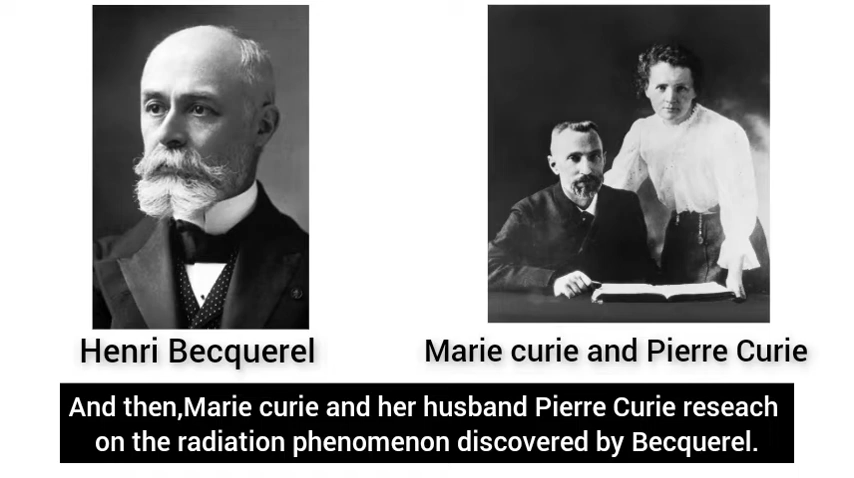 Henri Becquerel
Marie curie and Pierre Curie
And then,Marie curie and her husband Pierre Curie reseach
on the radiation phenomenon discovered by Becquerel.